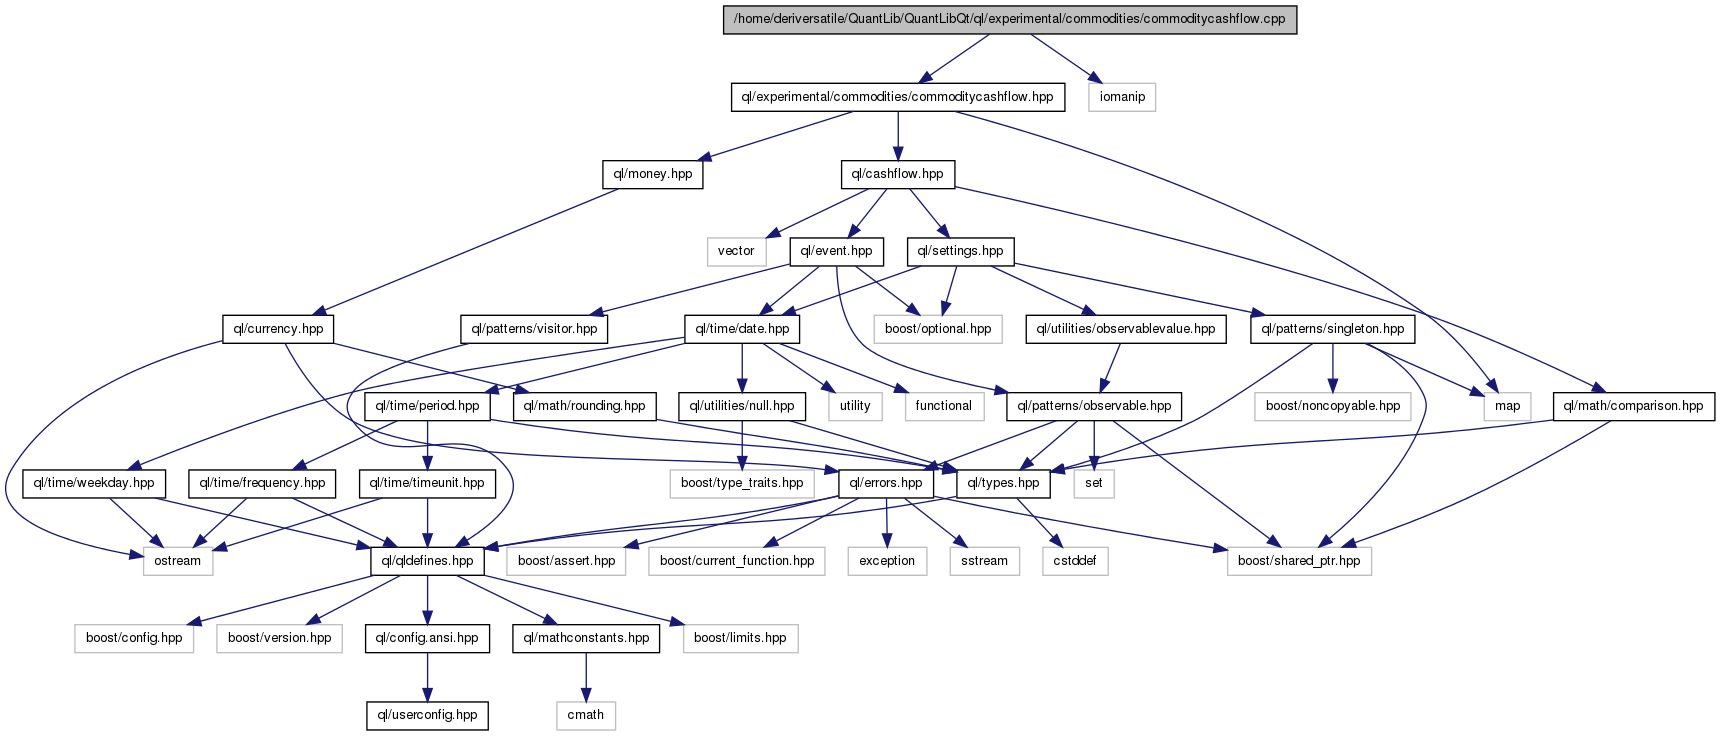 /home/deriversatile/QuantLib/QuantLibQt/ql/experimental/commodities/commoditycashflow.cpp
ql/experimental/commodities/commoditycashflow.hpp
iomanip
ql/money.hpp
ql/cashflow.hpp
vector
ql/event.hpp
ql/settings.hpp
ql/currency.hpp
ql/patterns/visitor.hpp
ql/time/date.hpp
boost/optional.hpp
ql/utilities/observablevalue.hpp
ql/patterns/singleton.hpp
ql/time/period.hpp
ql/math/rounding.hpp
ql/utilities/null.hpp
utility
functional
ql/patterns/observable.hpp
boost/noncopyable.hpp
map
ql/math/comparison.hpp
ql/time/weekday.hpp
ql/time/frequency.hpp
ql/time/timeunit.hpp
boost/type_traits.hpp
ql/errors.hpp
ql/types.hpp
set
ostream
ql/qldefines.hpp
boost/assert.hpp
boost/current_function.hpp
exception
sstream
cstddef
boost/shared_ptr.hpp
boost/config.hpp
boost/version.hpp
ql/config.ansi.hpp
ql/mathconstants.hpp
boost/limits.hpp
ql/userconfig.hpp
cmath